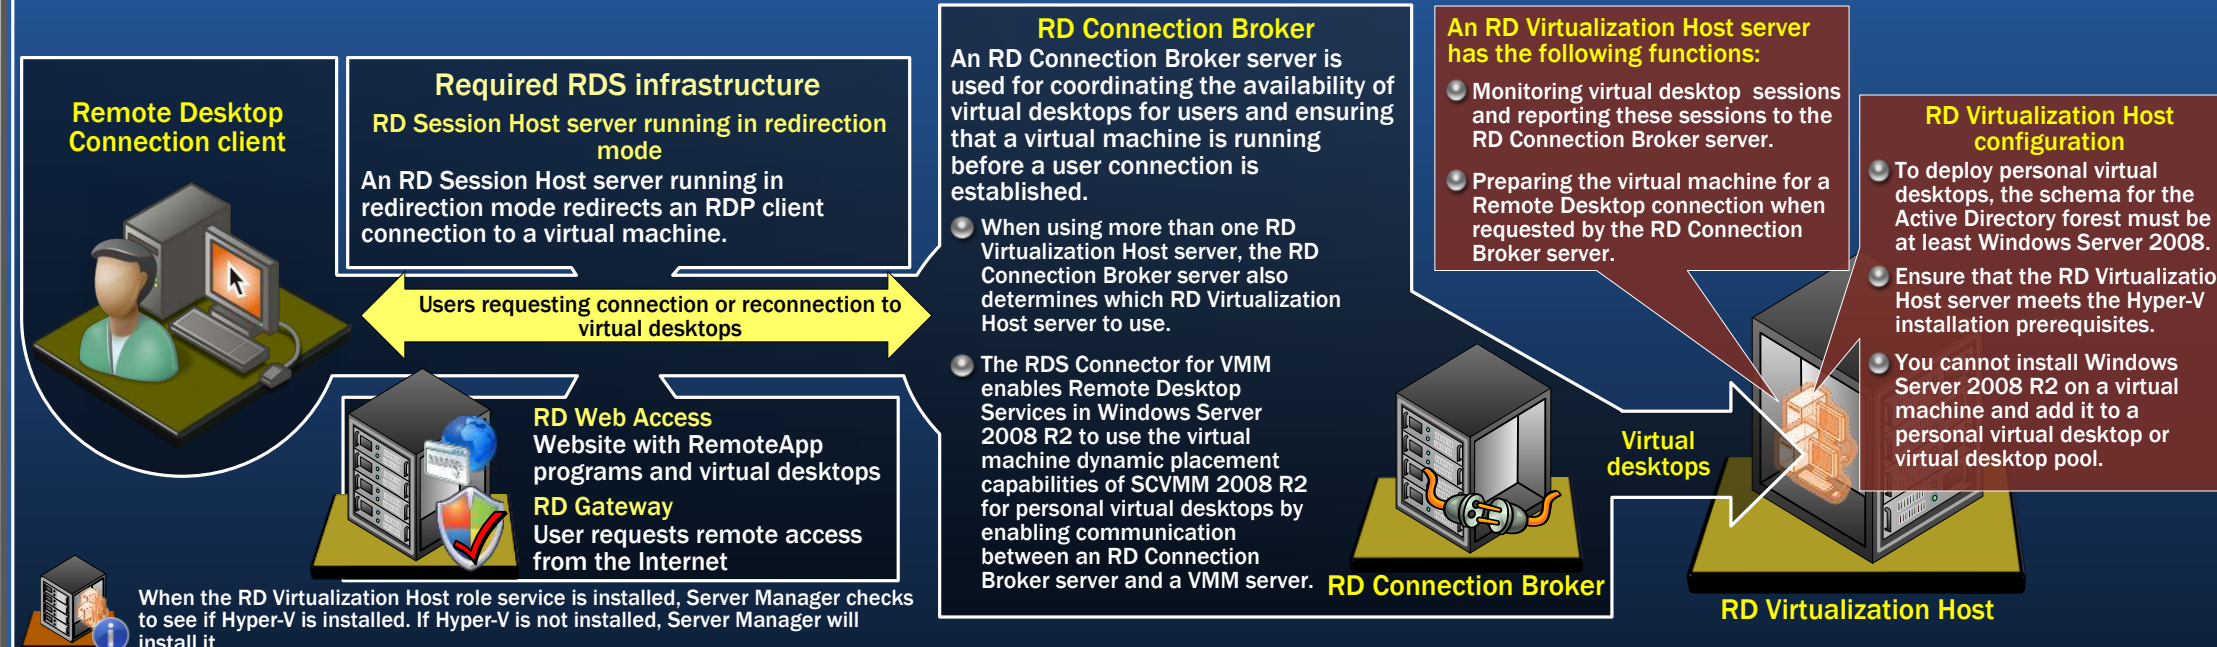 Remote Desktop
Connection client
Required RDS infrastructure
RD Session Host server running in redirection
mode
An RD Session Host server running in
redirection mode redirects an RDP client
connection to a virtual machine.
Users requesting connection or reconnection to
virtual desktops
RD Web Access
Website with RemoteApp
programs and virtual desktops
RD Gateway
User requests remote access
from the Internet
When the RD Virtualization Host role service is installed, Server Manager checks
to see if Hyper-V is installed. If Hyper-V is not installed, Server Manager will
install it
RD Connection Broker
An RD Connection Broker server is
used for coordinating the availability of
virtual desktops for users and ensuring
that a virtual machine is running
before a user connection is
established.
When using more than one RD
Virtualization Host server, the RD
Connection Broker server also
determines which RD Virtualization
Host server to use.
The RDS Connector for VMM
enables Remote Desktop
Services in Windows Server
2008 R2 to use the virtual
machine dynamic placement
capabilities of SCVMM 2008 R2
for personal virtual desktops by
enabling communication
between an RD Connection
Broker server and a VMM server.
RD Connection Broker
Virtual
desktops
An RD Virtualization Host server
has the following functions:
Monitoring virtual desktop sessions
and reporting these sessions to the
RD Connection Broker server.
Preparing the virtual machine for a
Remote Desktop connection when
requested by the RD Connection
Broker server.
RD Virtualization Host
configuration
To deploy personal virtual
desktops, the schema for the
Active Directory forest must be
at least Windows Server 2008.
Ensure that the RD Virtualizatio
Host server meets the Hyper-V
installation prerequisites.
You cannot install Windows
Server 2008 R2 on a virtual
machine and add it to a
personal virtual desktop or
virtual desktop pool.
RD Virtualization Host